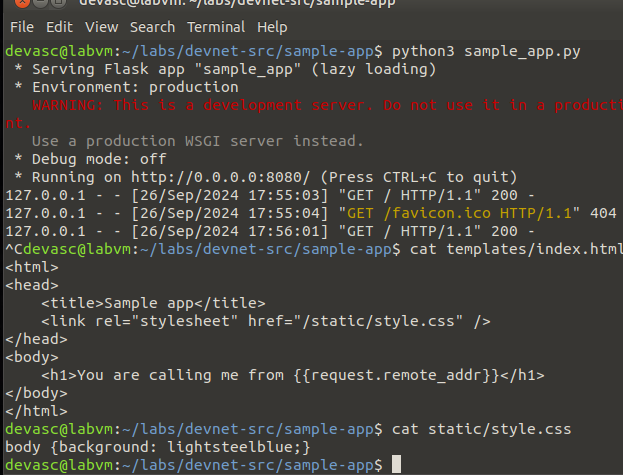 devasc@labvm: ~/labs/devnet-src/sample-app
File Edit View Search Terminal Help
devasc@labvm:~/labs/devnet-src/sample-app$ python3 sample_app.py
 * Serving Flask app "sample_app" (lazy loading)
 * Environment: production
   WARNING: This is a development server. Do not use it in a producti
nt.
   Use a production WSGI server instead.
 * Debug mode: off
 * Running on http://0.0.0.0:8080/ (Press CTRL+C to quit)
127.0.0.1 - - [26/Sep/2024 17:55:03] "GET / HTTP/1.1" 200 -
127.0.0.1 - - [26/Sep/2024 17:55:04] "GET /favicon.ico HTTP/1.1" 404
127.0.0.1 - - [26/Sep/2024 17:56:01] "GET / HTTP/1.1" 200 -
^Cdevasc@labvm:~/labs/devnet-src/sample-app$ cat templates/index.html
<html>
<head>
    <title>Sample app</title>
    <link rel="stylesheet" href="/static/style.css" />
</head>
<body>
    <h1>You are calling me from {{request.remote_addr}}</h1>
</body>
</html>
devasc@labvm:~/labs/devnet-src/sample-app$ cat static/style.css
body {background: lightsteelblue;}
devasc@labvm:~/labs/devnet-src/sample-app$